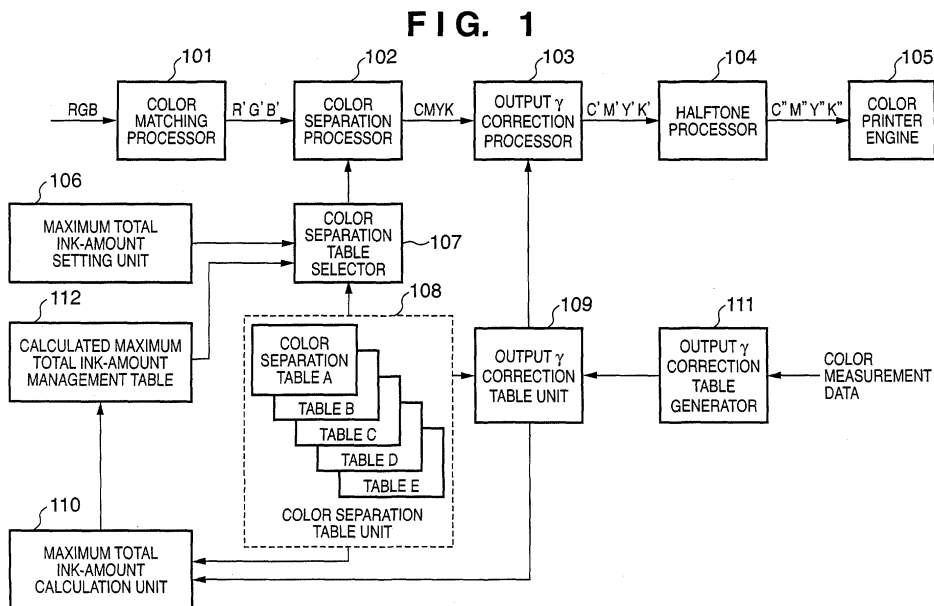 FIG. 1
101
102
103
104
105
RGB
COLOR
MATCHING
PROCESSOR
R' G' B'
COLOR
SEPARATION
PROCESSOR
CMYK
OUTPUT γ
CORRECTION
PROCESSOR
C' M' Y' K'
HALFTONE
PROCESSOR
C" M" Y" K"
COLOR
PRINTER
ENGINE
106
MAXIMUM TOTAL
INK-AMOUNT
SETTING UNIT
COLOR
SEPARATION
TABLE
SELECTOR
107
112
CALCULATED MAXIMUM
TOTAL INK-AMOUNT
MANAGEMENT TABLE
108
COLOR
SEPARATION
TABLE A
TABLE B
TABLE C
TABLE D
TABLE E
COLOR SEPARATION
TABLE UNIT
109
OUTPUT γ
CORRECTION
TABLE UNIT
111
OUTPUT γ
CORRECTION
TABLE
GENERATOR
COLOR
MEASUREMENT
DATA
110
MAXIMUM TOTAL
INK-AMOUNT
CALCULATION UNIT